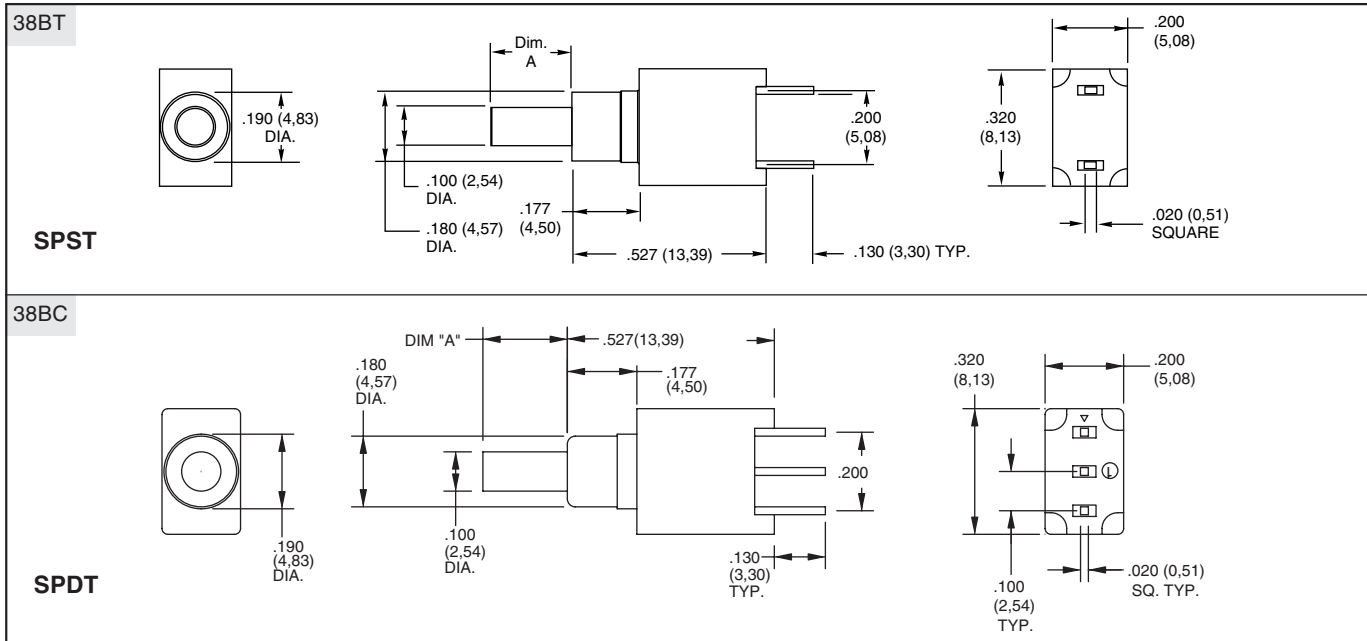 38BT
Dim.
A
.200
(5,08)
.190 (4,83)
DIA.
.200
(5,08)
.320
(8,13)
.100 (2,54)
DIA.
.177
(4,50)
.180 (4,57)
DIA.
.020 (0,51)
SQUARE
SPST
.527 (13,39)
.130 (3,30) TYP.
38BC
DIM "A"
.527(13,39)
.180
(4,57)
DIA.
.177
(4,50)
.320
(8,13)
.200
(5,08)
.200
L
.190
(4,83)
DIA.
.100
(2,54)
DIA.
.130
(3,30)
TYP.
.020 (0,51)
SQ. TYP.
.100
(2,54)
TYP.
SPDT